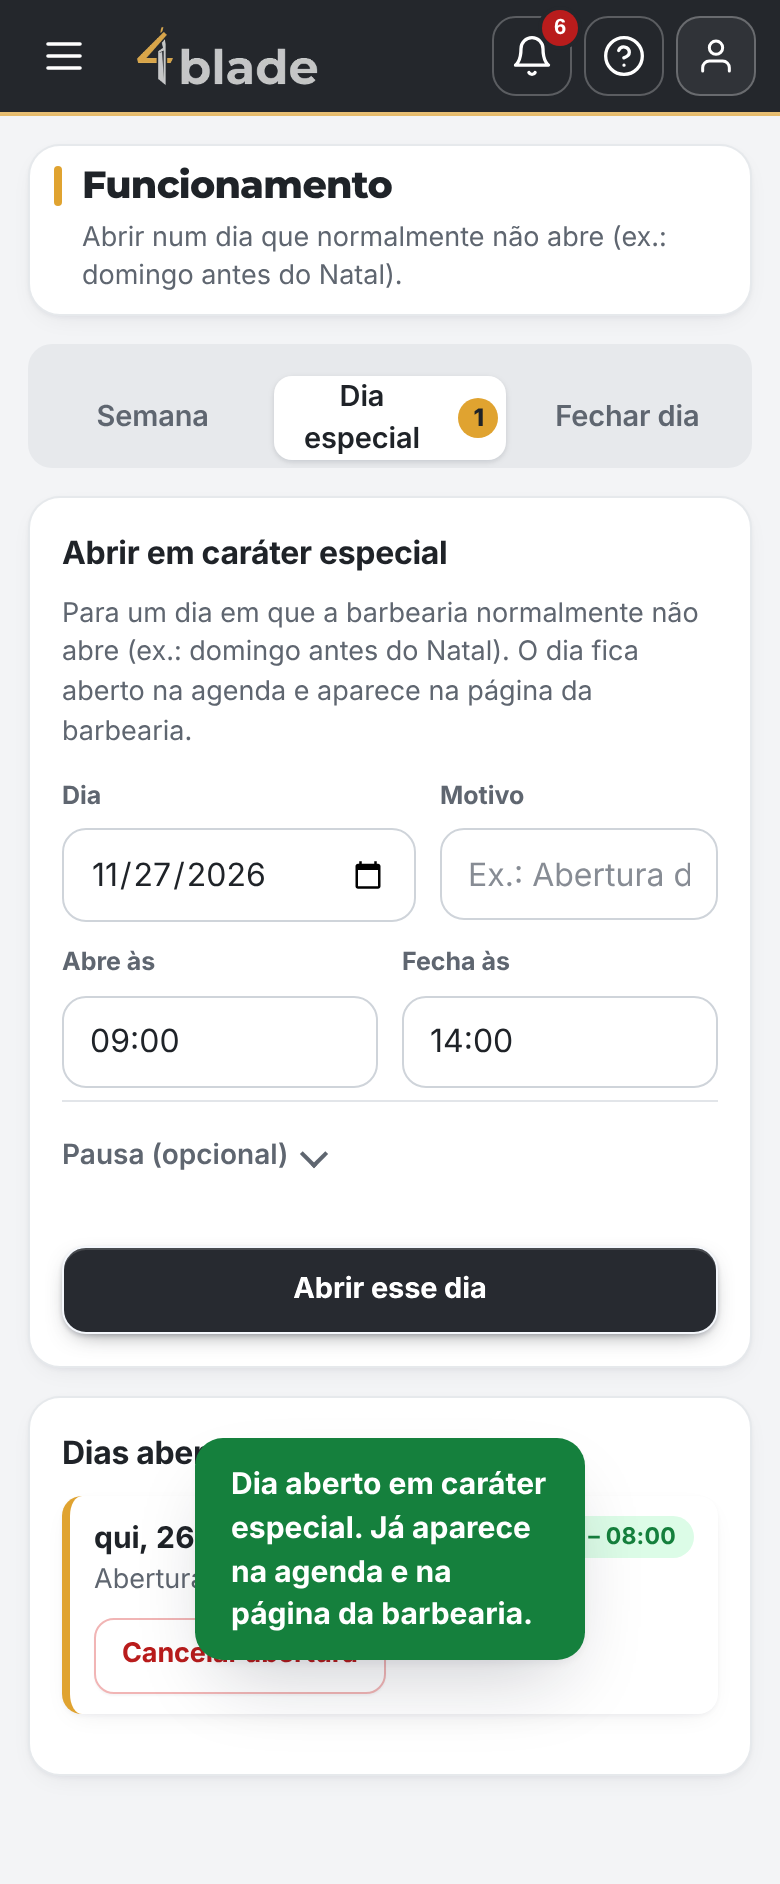 6
4blade
Funcionamento
Abrir num dia que normalmente não abre (ex.:
domingo antes do Natal).
Semana
Dia
especial
1
Fechar dia
Abrir em caráter especial
Para um dia em que a barbearia normalmente não
abre (ex.: domingo antes do Natal). O dia fica
aberto na agenda e aparece na página da
barbearia.
Dia
Motivo
11/27/2026
Ex.: Abertura d
Abre às
Fecha às
09:00
14:00
Pausa (opcional)
Abrir esse dia
Dias
Dia aberto em caráter
especial. Já aparece
na agenda e na
página da barbearia.
qui, 26
– 08:00
Cancelar abertura